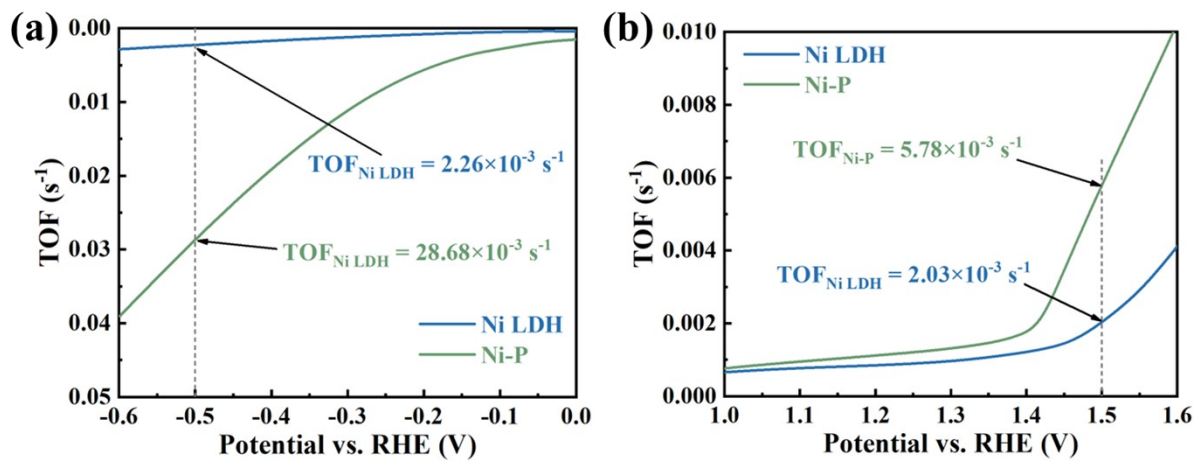 (a)
0.00
0.01
0.02
0.03
0.04
0.05
TOF (s⁻¹)
TOF_Ni LDH = 2.26×10⁻³ s⁻¹
TOF_Ni LDH = 28.68×10⁻³ s⁻¹
Ni LDH
Ni-P
-0.6 -0.5 -0.4 -0.3 -0.2 -0.1 0.0
Potential vs. RHE (V)
(b)
0.010
0.008
0.006
0.004
0.002
0.000
TOF (s⁻¹)
Ni LDH
Ni-P
TOF_Ni-P = 5.78×10⁻³ s⁻¹
TOF_Ni LDH = 2.03×10⁻³ s⁻¹
1.0 1.1 1.2 1.3 1.4 1.5 1.6
Potential vs. RHE (V)